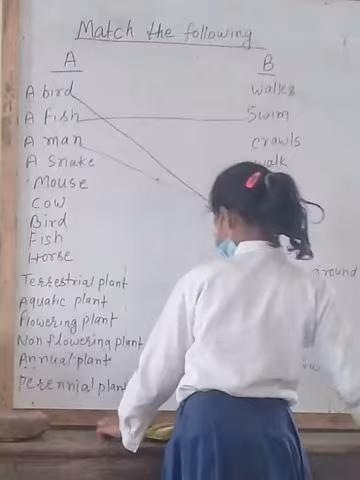 Match the following
A B
A bird walks
A fish Swim
A man crawls
A Snake walk
Mouse
Cow
Bird
Fish
Horse
ground
Terrestrial plant
Aquatic plant
Flowering plant
Non flowering plant
Annual plant
Perennial plant